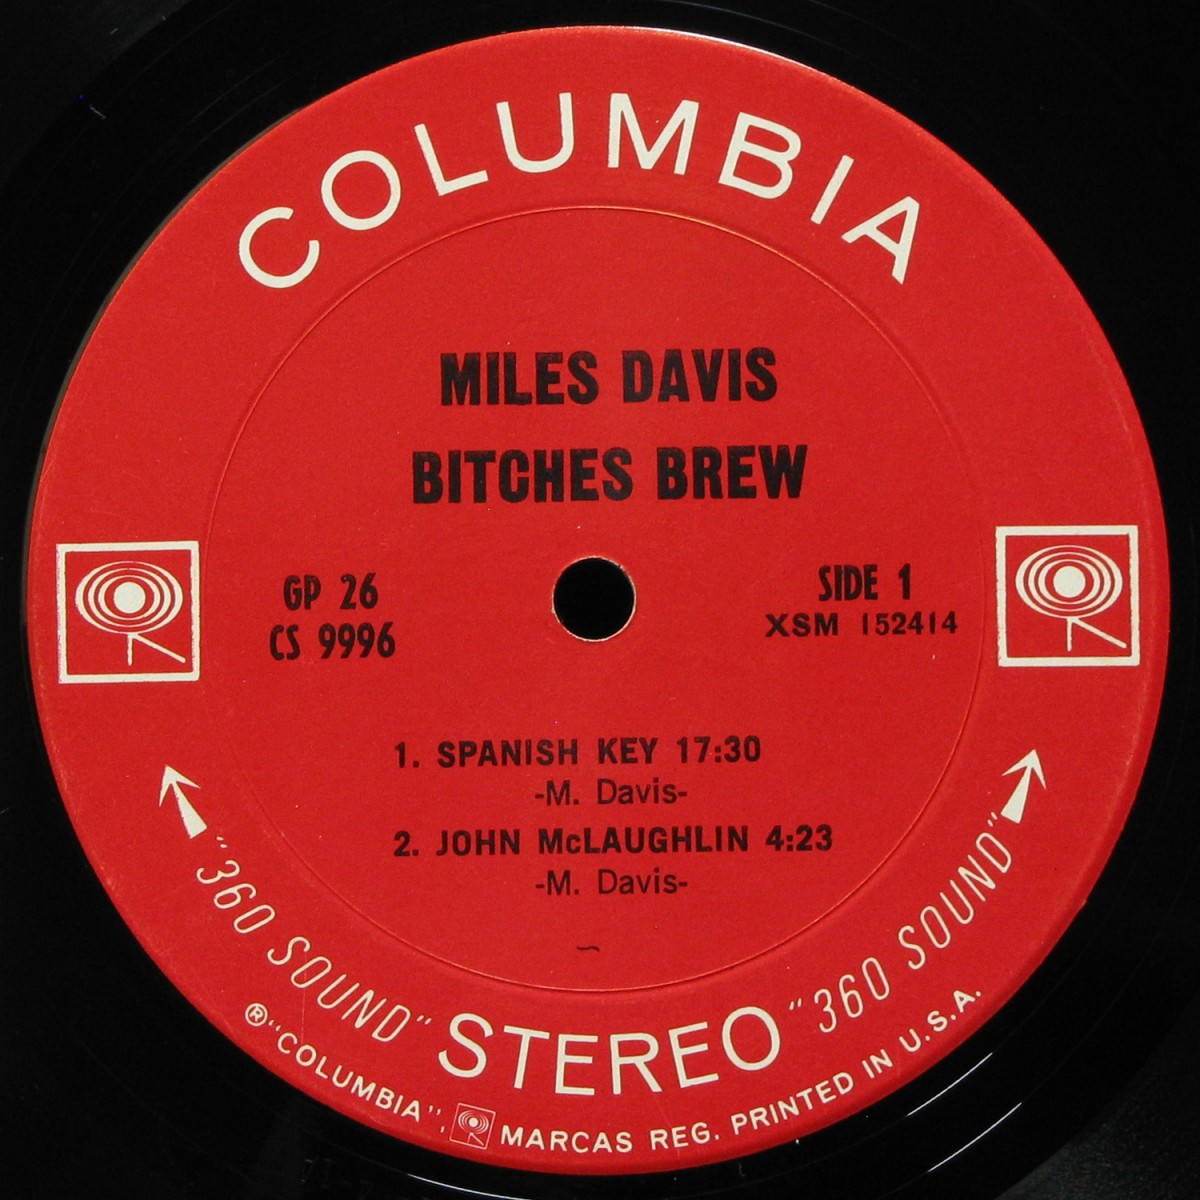 COLUMBIA
MILES DAVIS
BITCHES BREW
GP 26
CS 9996
SIDE 1
XSM 152414
1. SPANISH KEY 17:30
-M. Davis-
2. JOHN McLAUGHLIN 4:23
-M. Davis-
"360 SOUND" STEREO "360 SOUND"
® "COLUMBIA", MARCAS REG. PRINTED IN U.S.A.